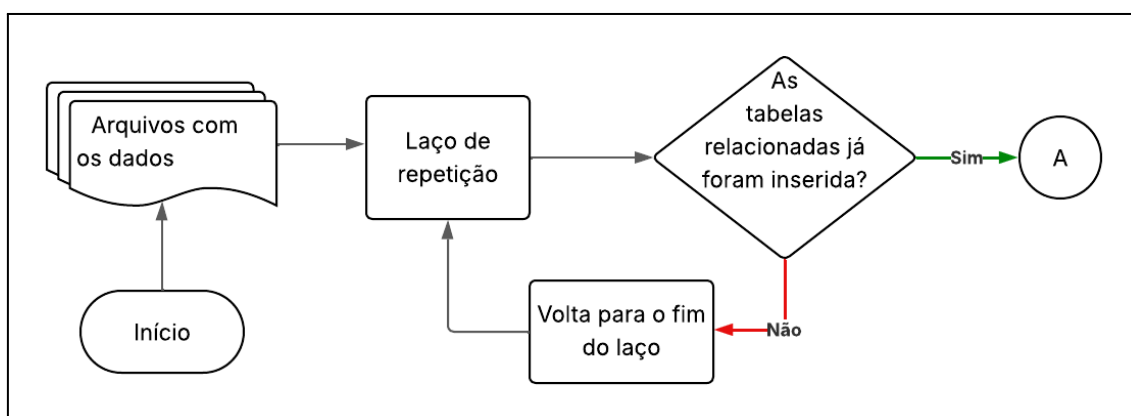 Arquivos com
os dados
Laço de
repetição
As
tabelas
relacionadas já
foram inserida?
Sim
A
Início
Volta para o fim
do laço
Não